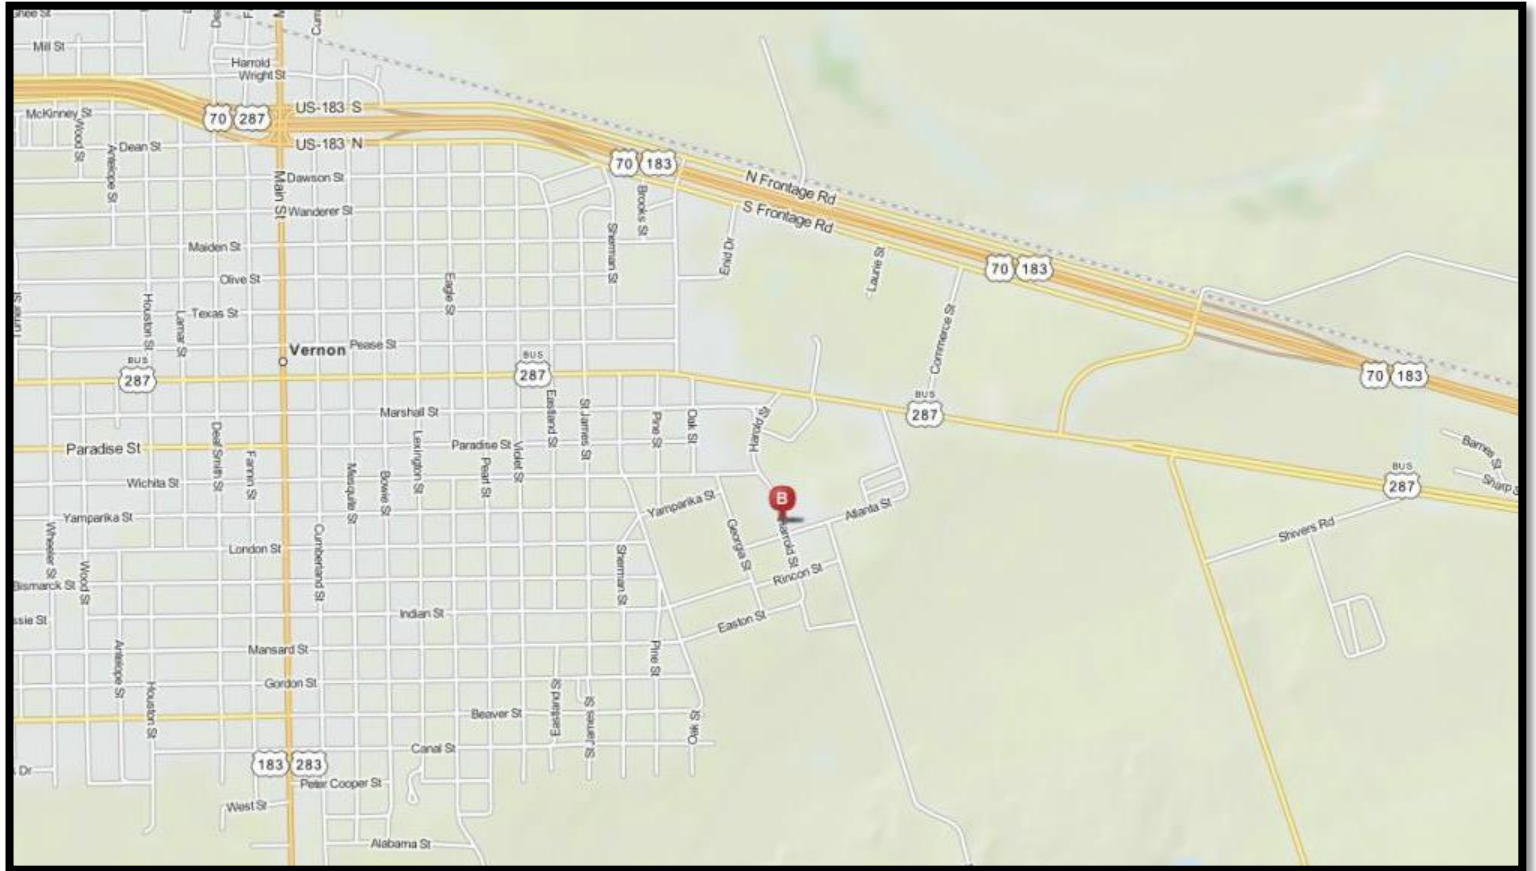 Mill St
Harrold
Wright St
US-183 S
McKinney St
70
287
Wood St
US-183 N
Dean St
Antelope St
70
183
Main St
Dawson St
N Frontage Rd
Brooks St
Wanderer St
S Frontage Rd
Maiden St
Sherman St
Enid Dr
Laurie St
70
183
Olive St
Eagle St
Houston St
Lamar St
Texas St
Commerce St
Vernon
Pease St
BUS
287
BUS
287
70
183
BUS
287
Marshall St
Eastland St
St James St
Pine St
Oak St
Harold St
Paradise St
Deaf Smith St
Fannin St
Lexington St
Paradise St
Violet St
Barnes St
Wichita St
Mesquite St
Bowie St
Pearl St
BUS
287
Sharp S
Yamparika St
B
Yamparika St
Atlanta St
Wheeler St
Cumberland St
Georgia St
Harrold St
Shivers Rd
London St
Sherman St
Wood St
Bismarck St
Rincon St
ssie St
Indian St
Easton St
Antelope St
Mansard St
Pine St
Houston St
Gordon St
Eastland St
St James St
Oak St
Beaver St
Canal St
183
283
Dr
Peter Cooper St
West St
Alabama St